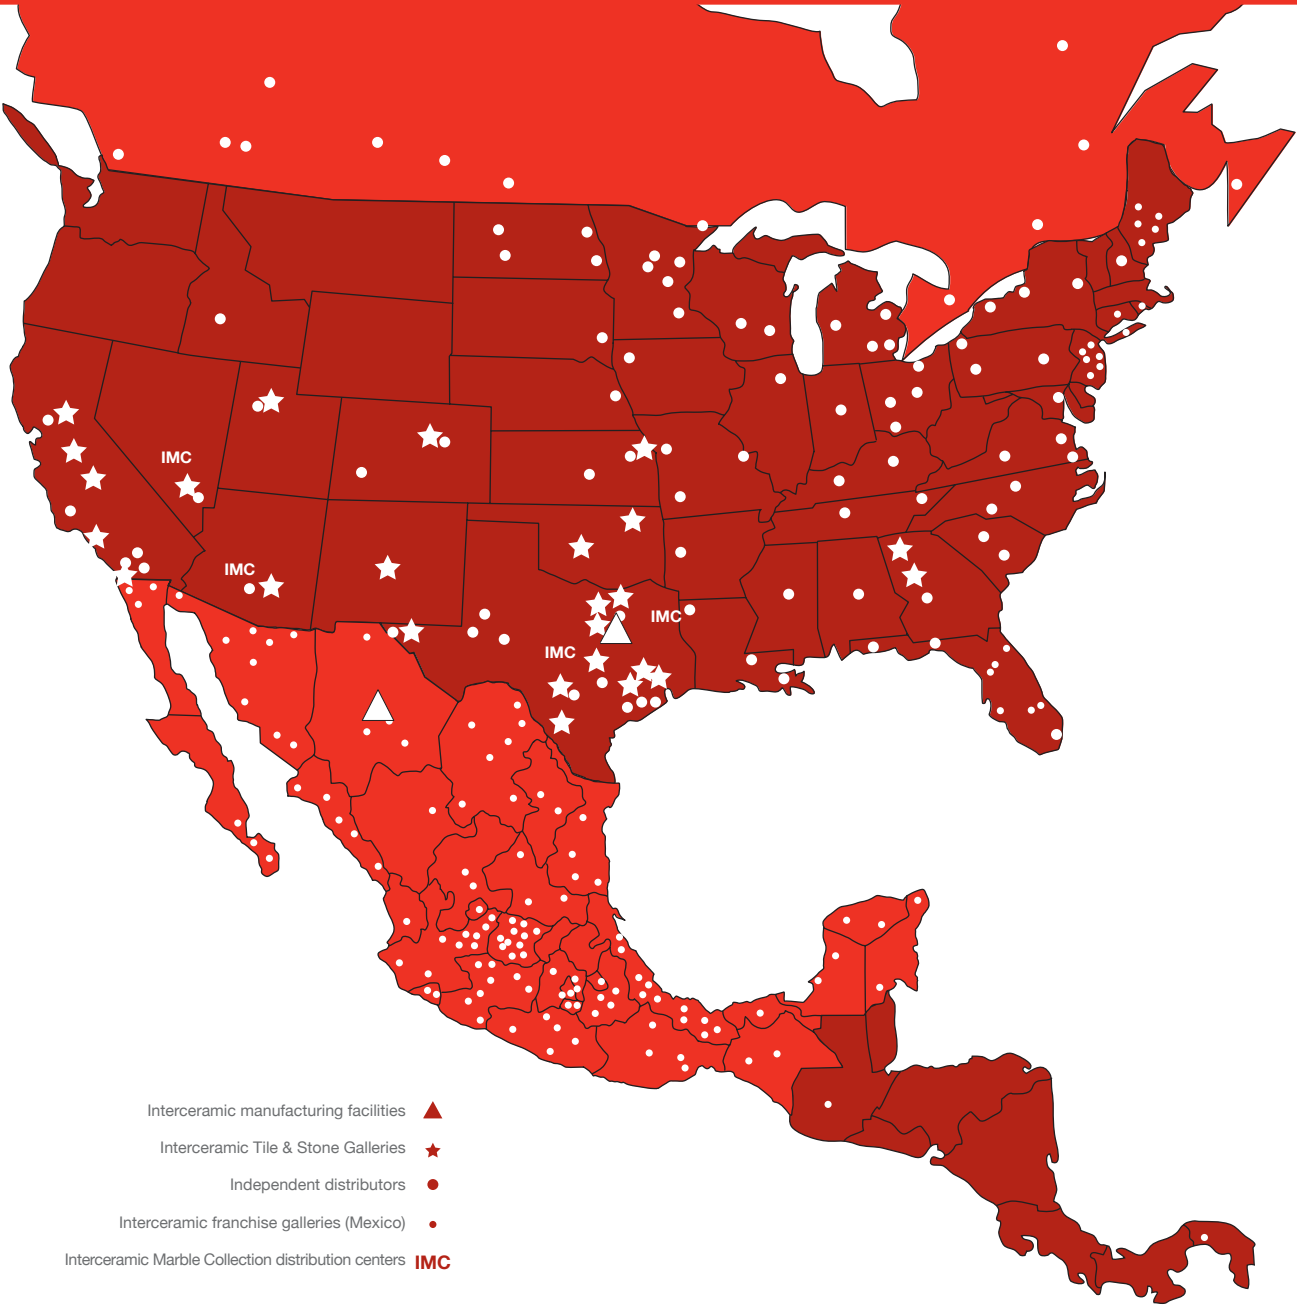 IMC
IMC
IMC
IMC
Interceramic manufacturing facilities
Interceramic Tile & Stone Galleries
Independent distributors
Interceramic franchise galleries (Mexico)
Interceramic Marble Collection distribution centers IMC